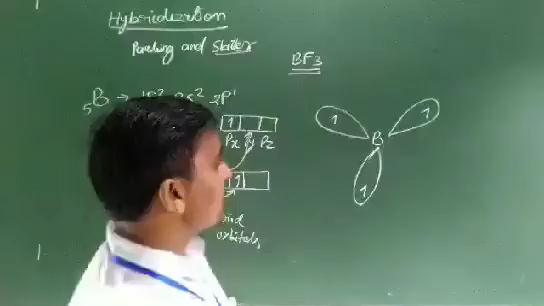 Hybridization
Pauling and Slater
BF3
5B → 1s2 2s2 2p1
1
Px Py Pz
1
orbitals
1 1
B
1